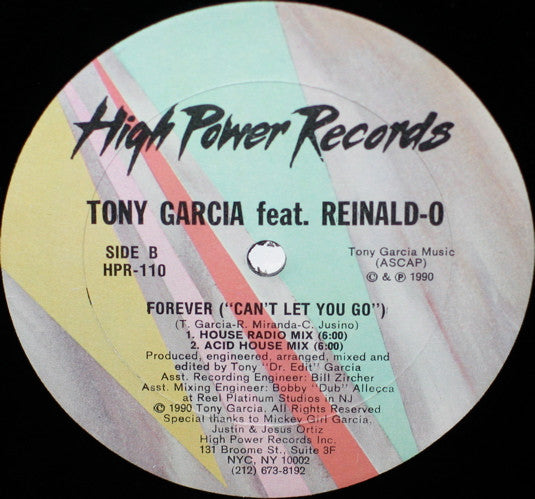 High Power Records
TONY GARCIA feat. REINALD-O
SIDE B
HPR-110
Tony Garcia Music
(ASCAP)
© & ℗ 1990
FOREVER ("CAN'T LET YOU GO")
(T. Garcia-R. Miranda-C. Jusino)
1. HOUSE RADIO MIX (6:00)
2. ACID HOUSE MIX (6:00)
Produced, engineered, arranged, mixed and
edited by Tony "Dr. Edit" Garcia
Asst. Recording Engineer: Bill Zircher
Asst. Mixing Engineer: Bobby "Dub" Allecca
at Reel Platinum Studios in NJ
© 1990 Tony Garcia. All Rights Reserved
Special thanks to Mickey Girl Garcia,
Justin & Jesus Ortiz
High Power Records Inc.
131 Broome St., Suite 3F
NYC, NY 10002
(212) 673-8192